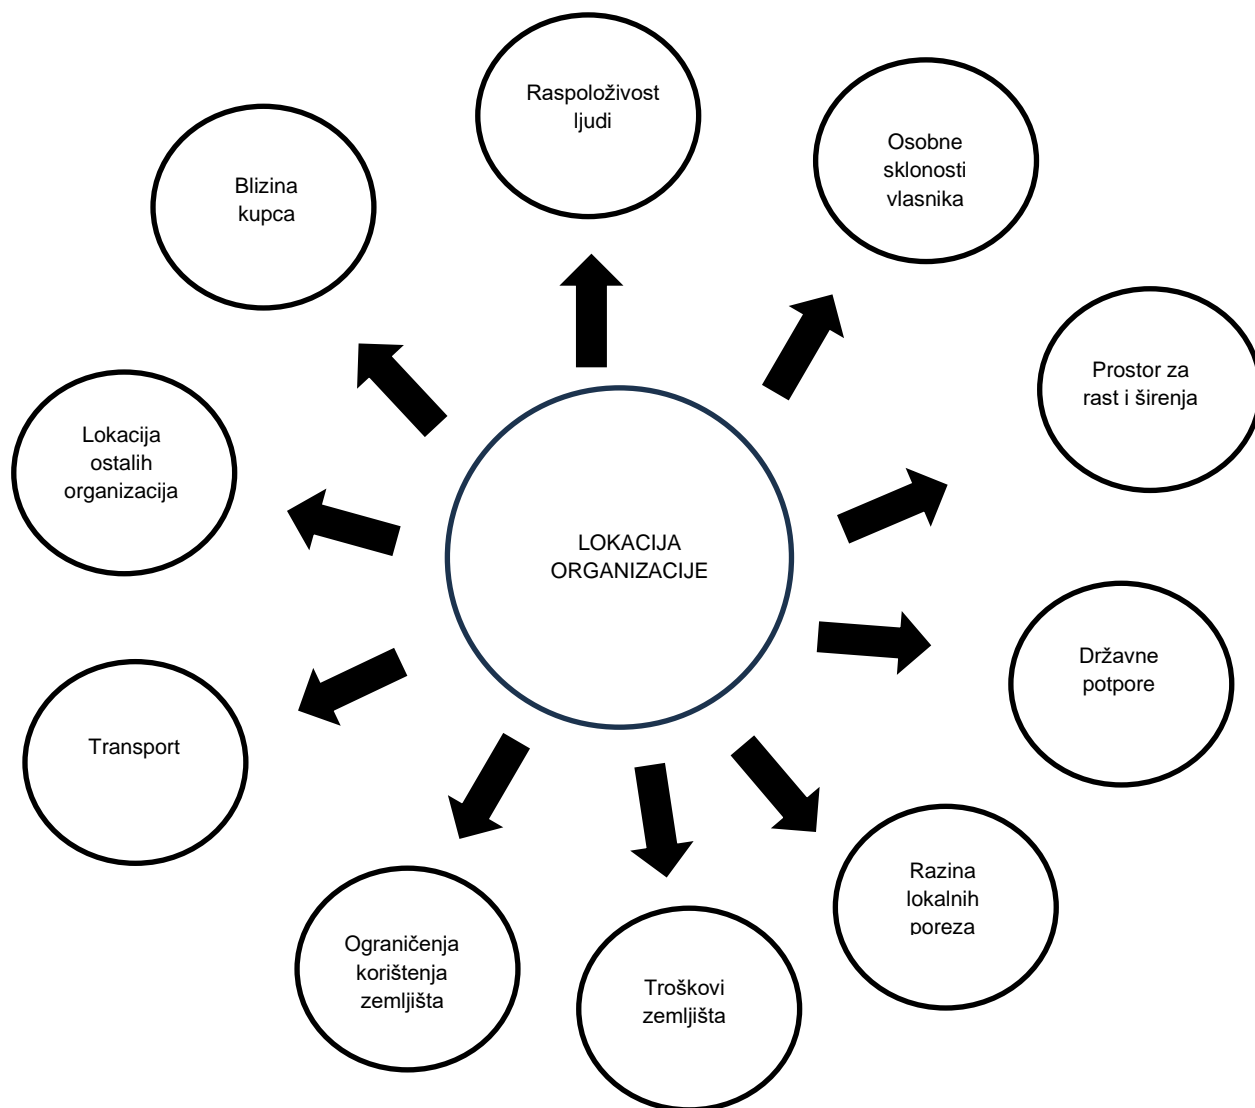 Raspoloživost
ljudi
Osobne
sklonosti
vlasnika
Blizina
kupca
Prostor za
rast i širenja
Lokacija
ostalih
organizacija
LOKACIJA
ORGANIZACIJE
Državne
potpore
Transport
Razina
lokalnih
poreza
Ograničenja
korištenja
zemljišta
Troškovi
zemljišta